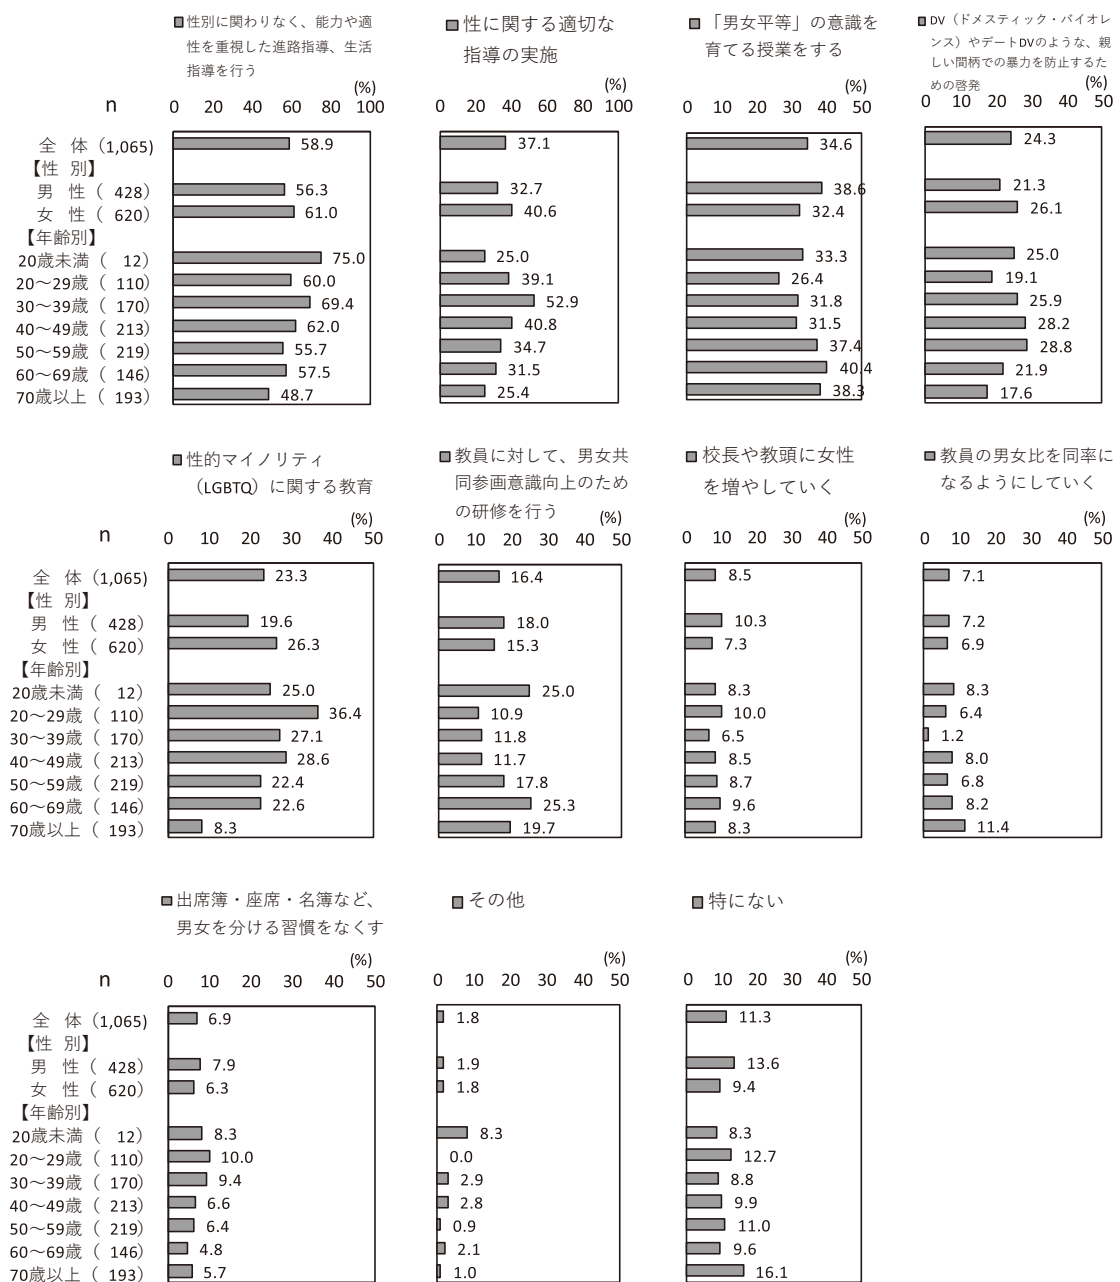 ■ 性別に関わりなく、能力や適
性を重視した進路指導、生活
指導を行う
■ 性に関する適切な
指導の実施
■ 「男女平等」の意識を
育てる授業をする
■ DV（ドメスティック・バイオレ
ンス）やデートDVのような、親
しい間柄での暴力を防止するた
めの啓発
(%) (%) (%) (%)
n 0 20 40 60 80 100 0 20 40 60 80 100 0 10 20 30 40 50 0 10 20 30 40 50
全 体 (1,065) 58.9 37.1 34.6 24.3
【性 別】
男 性 ( 428) 56.3 32.7 38.6 21.3
女 性 ( 620) 61.0 40.6 32.4 26.1
【年齢別】
20歳未満 ( 12) 75.0 25.0 33.3 25.0
20～29歳 ( 110) 60.0 39.1 26.4 19.1
30～39歳 ( 170) 69.4 52.9 31.8 25.9
40～49歳 ( 213) 62.0 40.8 31.5 28.2
50～59歳 ( 219) 55.7 34.7 37.4 28.8
60～69歳 ( 146) 57.5 31.5 40.4 21.9
70歳以上 ( 193) 48.7 25.4 38.3 17.6
■ 性的マイノリティ
（LGBTQ）に関する教育
■ 教員に対して、男女共
同参画意識向上のため
の研修を行う
■ 校長や教頭に女性
を増やしていく
■ 教員の男女比を同率に
なるようにしていく
(%) (%) (%) (%)
n 0 10 20 30 40 50 0 10 20 30 40 50 0 10 20 30 40 50 0 10 20 30 40 50
全 体 (1,065) 23.3 16.4 8.5 7.1
【性 別】
男 性 ( 428) 19.6 18.0 10.3 7.2
女 性 ( 620) 26.3 15.3 7.3 6.9
【年齢別】
20歳未満 ( 12) 25.0 25.0 8.3 8.3
20～29歳 ( 110) 36.4 10.9 10.0 6.4
30～39歳 ( 170) 27.1 11.8 6.5 1.2
40～49歳 ( 213) 28.6 11.7 8.5 8.0
50～59歳 ( 219) 22.4 17.8 8.7 6.8
60～69歳 ( 146) 22.6 25.3 9.6 8.2
70歳以上 ( 193) 8.3 19.7 8.3 11.4
■ 出席簿・座席・名簿など、
男女を分ける習慣をなくす
■ その他
■ 特にない
(%) (%) (%)
n 0 10 20 30 40 50 0 10 20 30 40 50 0 10 20 30 40 50
全 体 (1,065) 6.9 1.8 11.3
【性 別】
男 性 ( 428) 7.9 1.9 13.6
女 性 ( 620) 6.3 1.8 9.4
【年齢別】
20歳未満 ( 12) 8.3 8.3 8.3
20～29歳 ( 110) 10.0 0.0 12.7
30～39歳 ( 170) 9.4 2.9 8.8
40～49歳 ( 213) 6.6 2.8 9.9
50～59歳 ( 219) 6.4 0.9 11.0
60～69歳 ( 146) 4.8 2.1 9.6
70歳以上 ( 193) 5.7 1.0 16.1